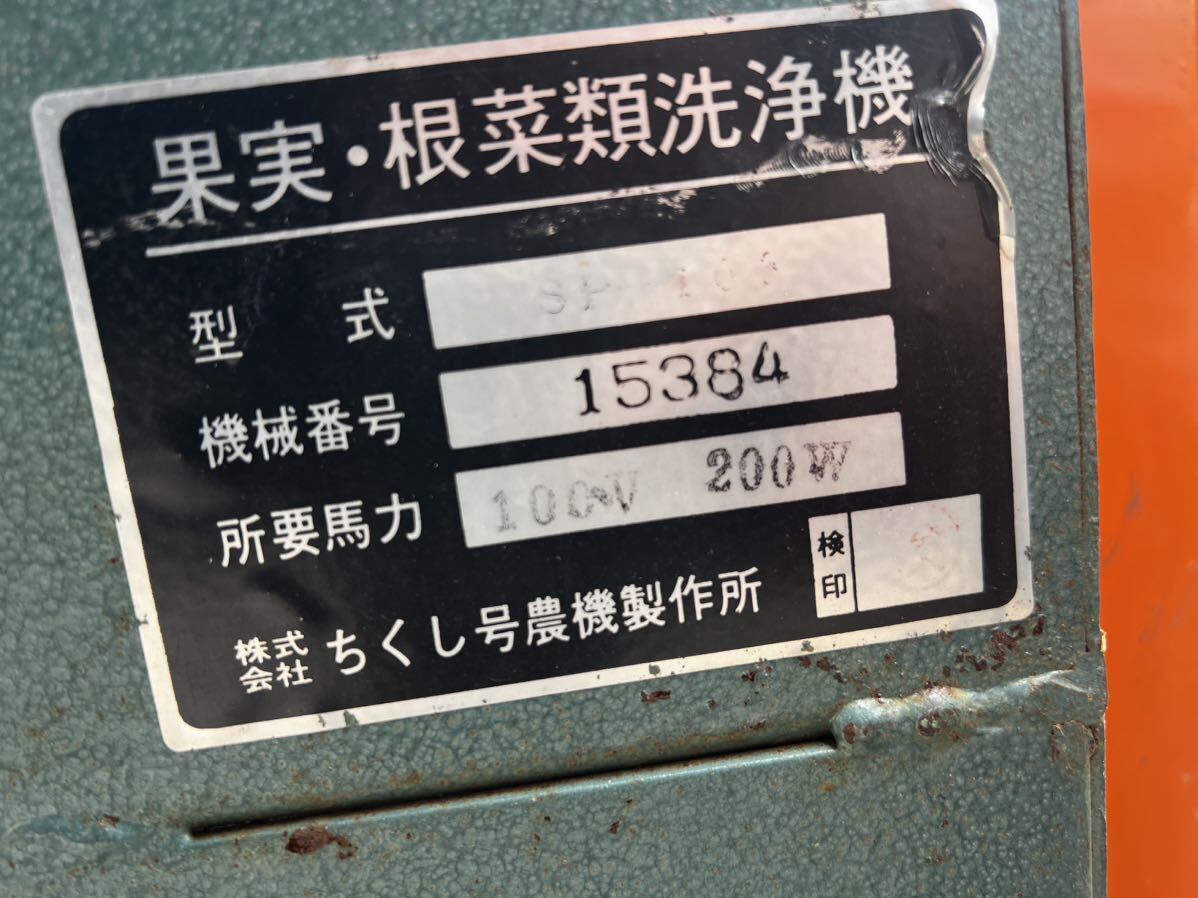 果実・根菜類洗浄機
型式
機械番号 15384
所要馬力 100V 200W
検印
株式会社 ちくし号農機製作所